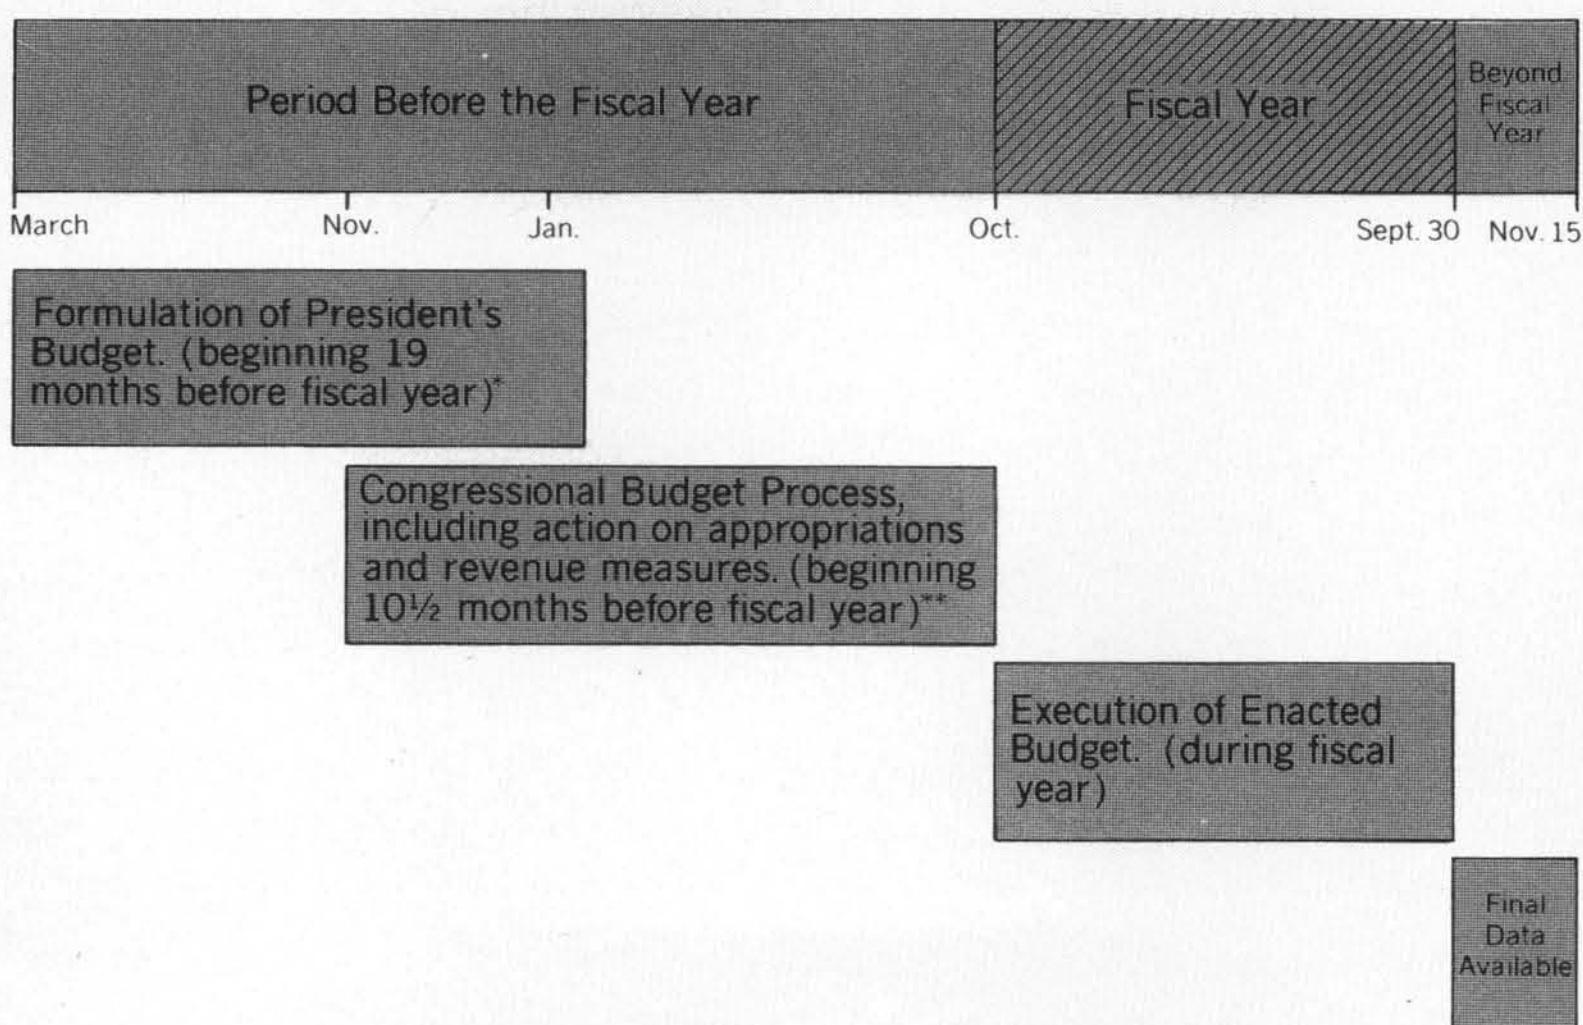 Period Before the Fiscal Year
Fiscal Year
Beyond
Fiscal
Year
March
Nov.
Jan.
Oct.
Sept. 30
Nov. 15
Formulation of President's
Budget. (beginning 19
months before fiscal year)*
Congressional Budget Process,
including action on appropriations
and revenue measures. (beginning
10½ months before fiscal year)**
Execution of Enacted
Budget. (during fiscal
year)
Final
Data
Available